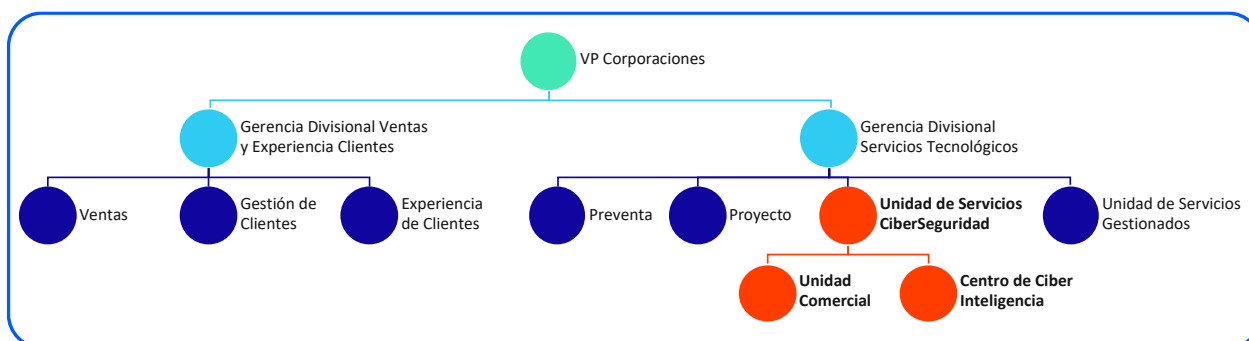 VP Corporaciones
Gerencia Divisional Ventas
y Experiencia Clientes
Gerencia Divisional
Servicios Tecnológicos
Ventas
Gestión de
Clientes
Experiencia
de Clientes
Preventa
Proyecto
Unidad de Servicios
CiberSeguridad
Unidad de Servicios
Gestionados
Unidad
Comercial
Centro de Ciber
Inteligencia